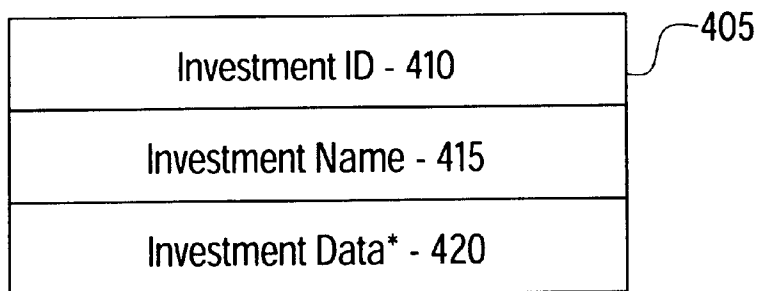 405
Investment ID - 410
Investment Name - 415
Investment Data* - 420